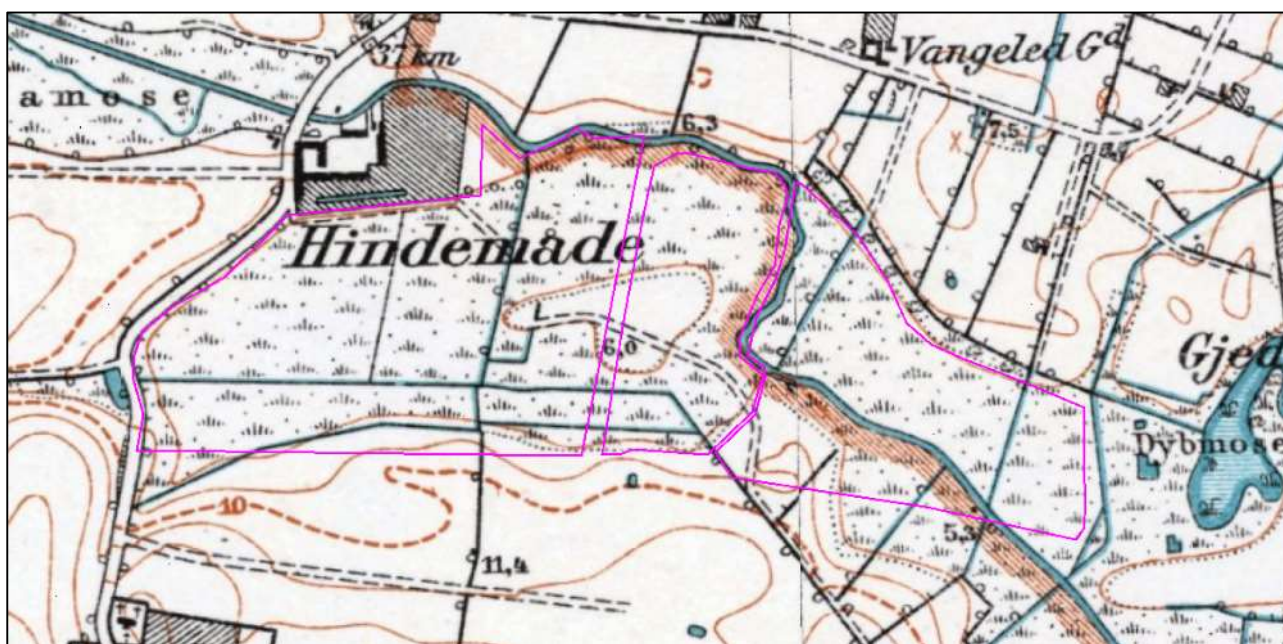 37 km
Vangeled Gd.
amose
6,3
7,5
Hindemade
6,0
Gjed
Dybmose
10
5,3
11,4